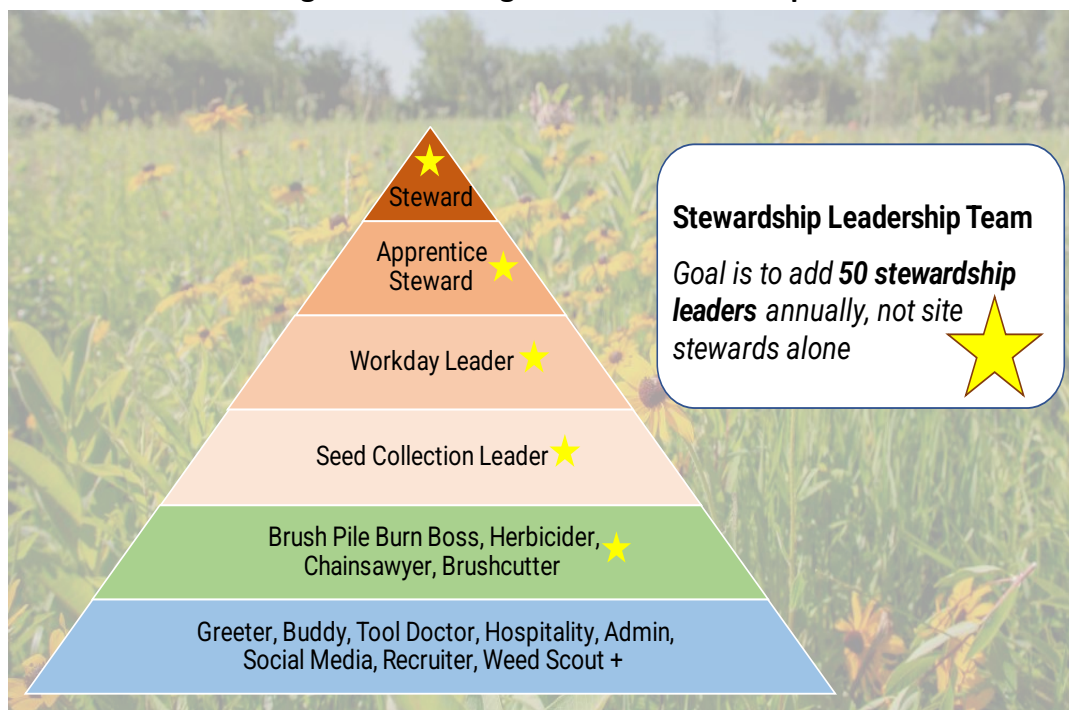 Steward
Apprentice
Steward
Workday Leader
Seed Collection Leader
Brush Pile Burn Boss, Herbicider,
Chainsawyer, Brushcutter
Greeter, Buddy, Tool Doctor, Hospitality, Admin,
Social Media, Recruiter, Weed Scout +
Stewardship Leadership Team
Goal is to add 50 stewardship
leaders annually, not site
stewards alone